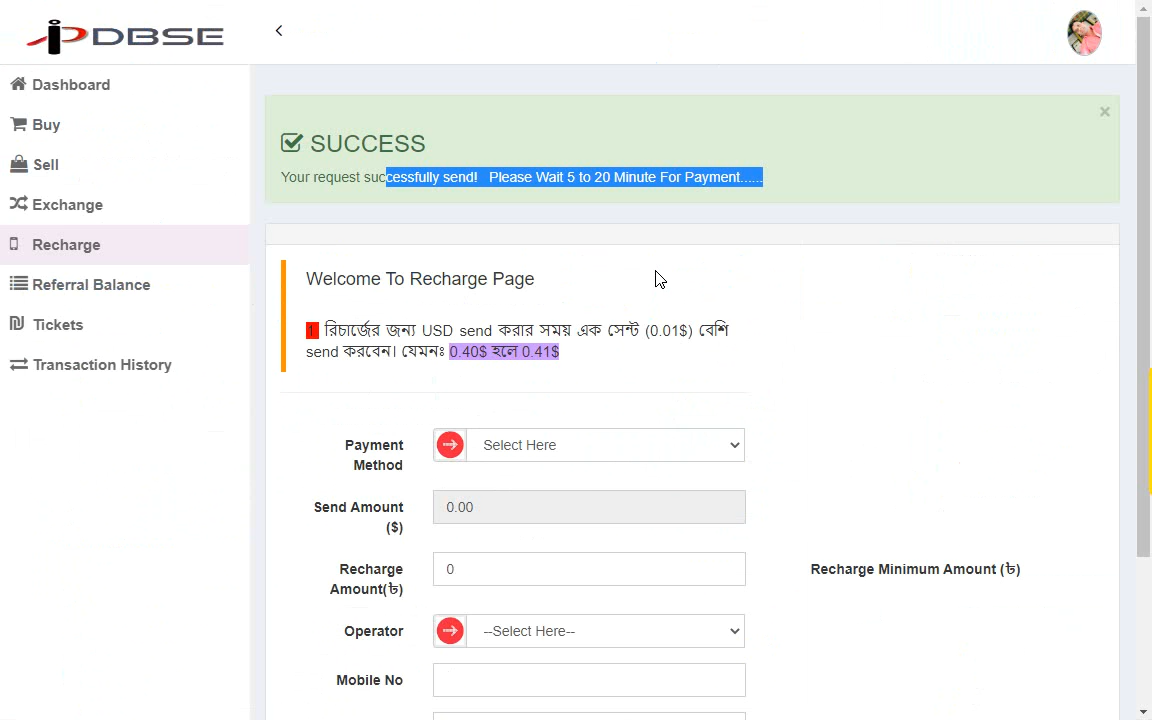 DBSE
Dashboard
Buy
Sell
Exchange
Recharge
Referral Balance
Tickets
Transaction History
×
SUCCESS
Your request successfully send! Please Wait 5 to 20 Minute For Payment......
Welcome To Recharge Page
1 রিচার্জের জন্য USD send করার সময় এক সেন্ট (0.01$) বেশি
send করবেন। যেমনঃ 0.40$ হলে 0.41$
Payment
Method
Select Here
Send Amount
($)
0.00
Recharge
Amount(৳)
0
Recharge Minimum Amount (৳)
Operator
--Select Here--
Mobile No